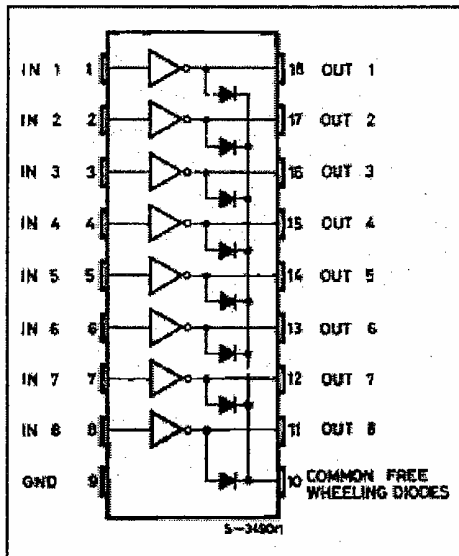 IN 1 1 18 OUT 1
IN 2 2 17 OUT 2
IN 3 3 16 OUT 3
IN 4 4 15 OUT 4
IN 5 5 14 OUT 5
IN 6 6 13 OUT 6
IN 7 7 12 OUT 7
IN 8 8 11 OUT 8
GND 9 10 COMMON FREE
WHEELING DIODES